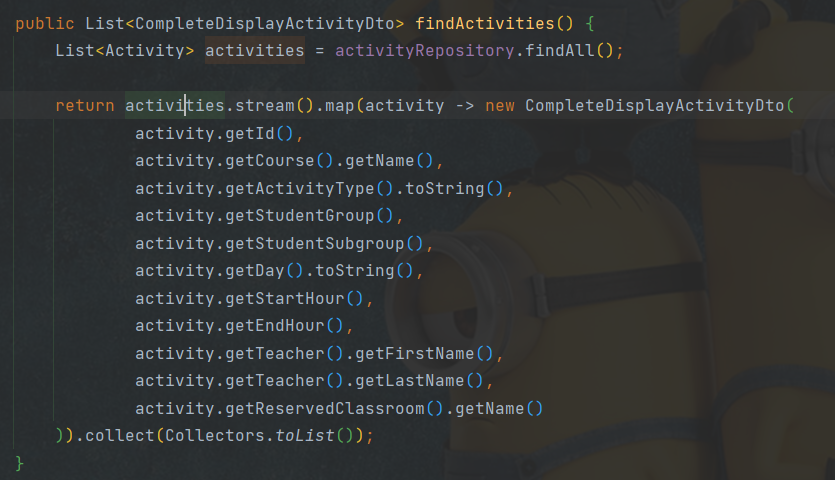 public List<CompleteDisplayActivityDto> findActivities() {
List<Activity> activities = activityRepository.findAll();
return activities.stream().map(activity -> new CompleteDisplayActivityDto(
activity.getId(),
activity.getCourse().getName(),
activity.getActivityType().toString(),
activity.getStudentGroup(),
activity.getStudentSubgroup(),
activity.getDay().toString(),
activity.getStartHour(),
activity.getEndHour(),
activity.getTeacher().getFirstName(),
activity.getTeacher().getLastName(),
activity.getReservedClassroom().getName()
)).collect(Collectors.toList());
}